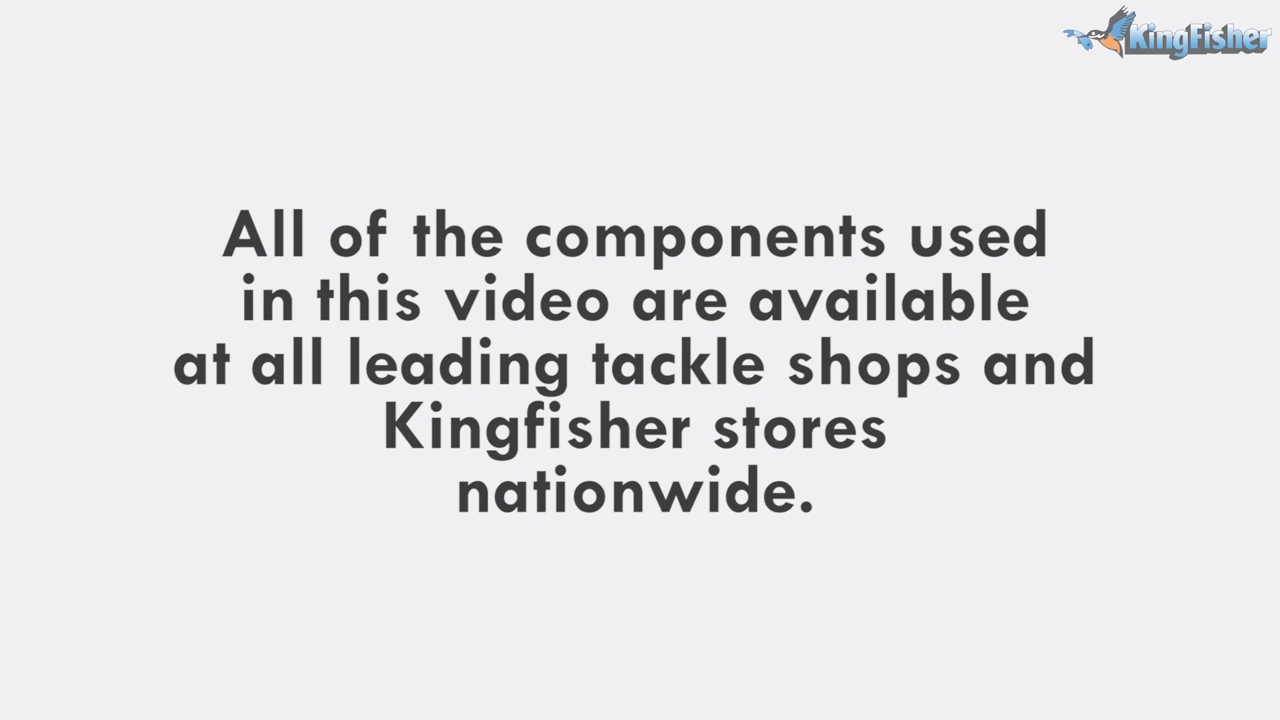 KingFisher
All of the components used
in this video are available
at all leading tackle shops and
Kingfisher stores
nationwide.